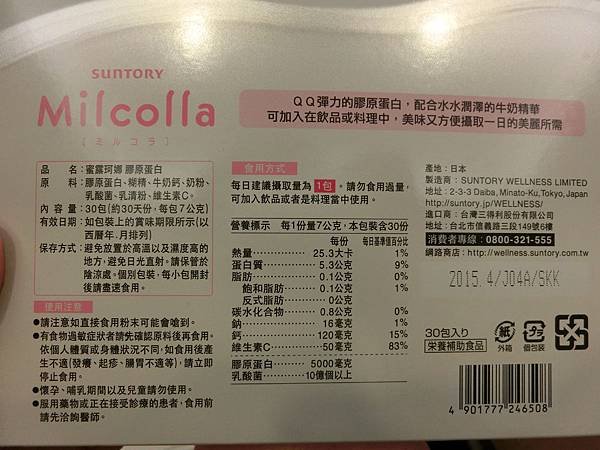 SUNTORY
Milcolla
[ミルコラ]
ＱＱ彈力的膠原蛋白，配合水水潤澤的牛奶精華
可加入在飲品或料理中，美味又方便攝取一日的美麗所需
品　　名：蜜露珂娜 膠原蛋白
原　　料：膠原蛋白、糊精、牛奶鈣、奶粉、
乳酸菌、乳清粉、維生素C。
內 容 量：30包(約30天份，每包7公克)
有效日期：如包裝上的賞味期限所示(以
西曆年.月排列)
保存方式：避免放置於高溫以及濕度高的
地方，避免日光直射。請保管於
陰涼處。個別包裝，每小包開封
後請盡速食用。
使用注意
●請注意如直接食用粉末可能會嗆到。
●有食物過敏症狀者請先確認原料後再食用。
依個人體質或身體狀況不同，如食用後產
生不適(發癢、起疹、腸胃不適等)，請立即
停止食用。
●懷孕、哺乳期間以及兒童請勿使用。
●服用藥物或正在接受診療的患者，食用前
請先洽詢醫師。
食用方式
每日建議攝取量為 1包 。請勿食用過量，
可加入飲品或者是料理當中使用。
營養標示 每1份量7公克，本包裝含30份
每份 每日基準值百分比
熱量 25.3大卡 1%
蛋白質 5.3公克 9%
脂肪 0.1公克 0%
飽和脂肪 0.1公克 1%
反式脂肪 0公克
碳水化合物 0.8公克 0%
鈉 16毫克 1%
鈣 120毫克 15%
維生素C 50毫克 83%
膠原蛋白 5000毫克
乳酸菌 10億個以上
產地：日本
製造商：SUNTORY WELLNESS LIMITED
地址：2-3-3 Daiba, Minato-Ku,Tokyo, Japan
http://suntory.jp/WELLNESS/
進口商：台灣三得利股份有限公司
地址：台北市信義路三段149號6樓
消費者專線：0800-321-555
網路商店：http://wellness.suntory.com.tw
2015.4/J04A/SKK
30包入り
栄養補助食品
紙
外箱
プラ
個包装
4 901777 246508